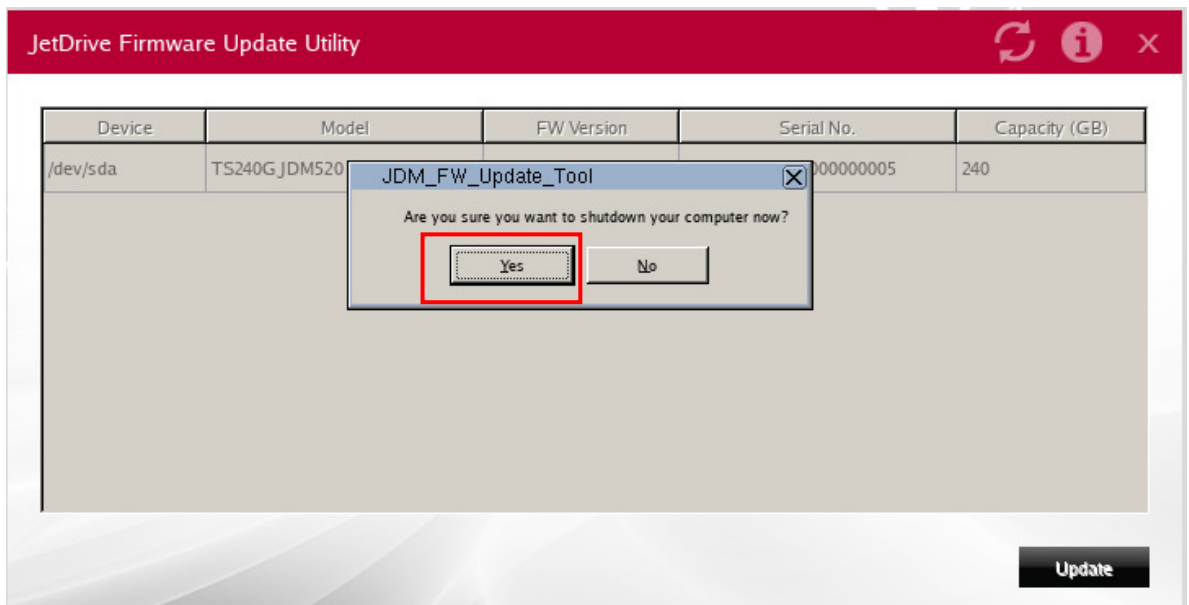 JetDrive Firmware Update Utility
Device Model FW Version Serial No. Capacity (GB)
/dev/sda TS240GJDM520 000000005 240
JDM_FW_Update_Tool
Are you sure you want to shutdown your computer now?
Yes No
Update